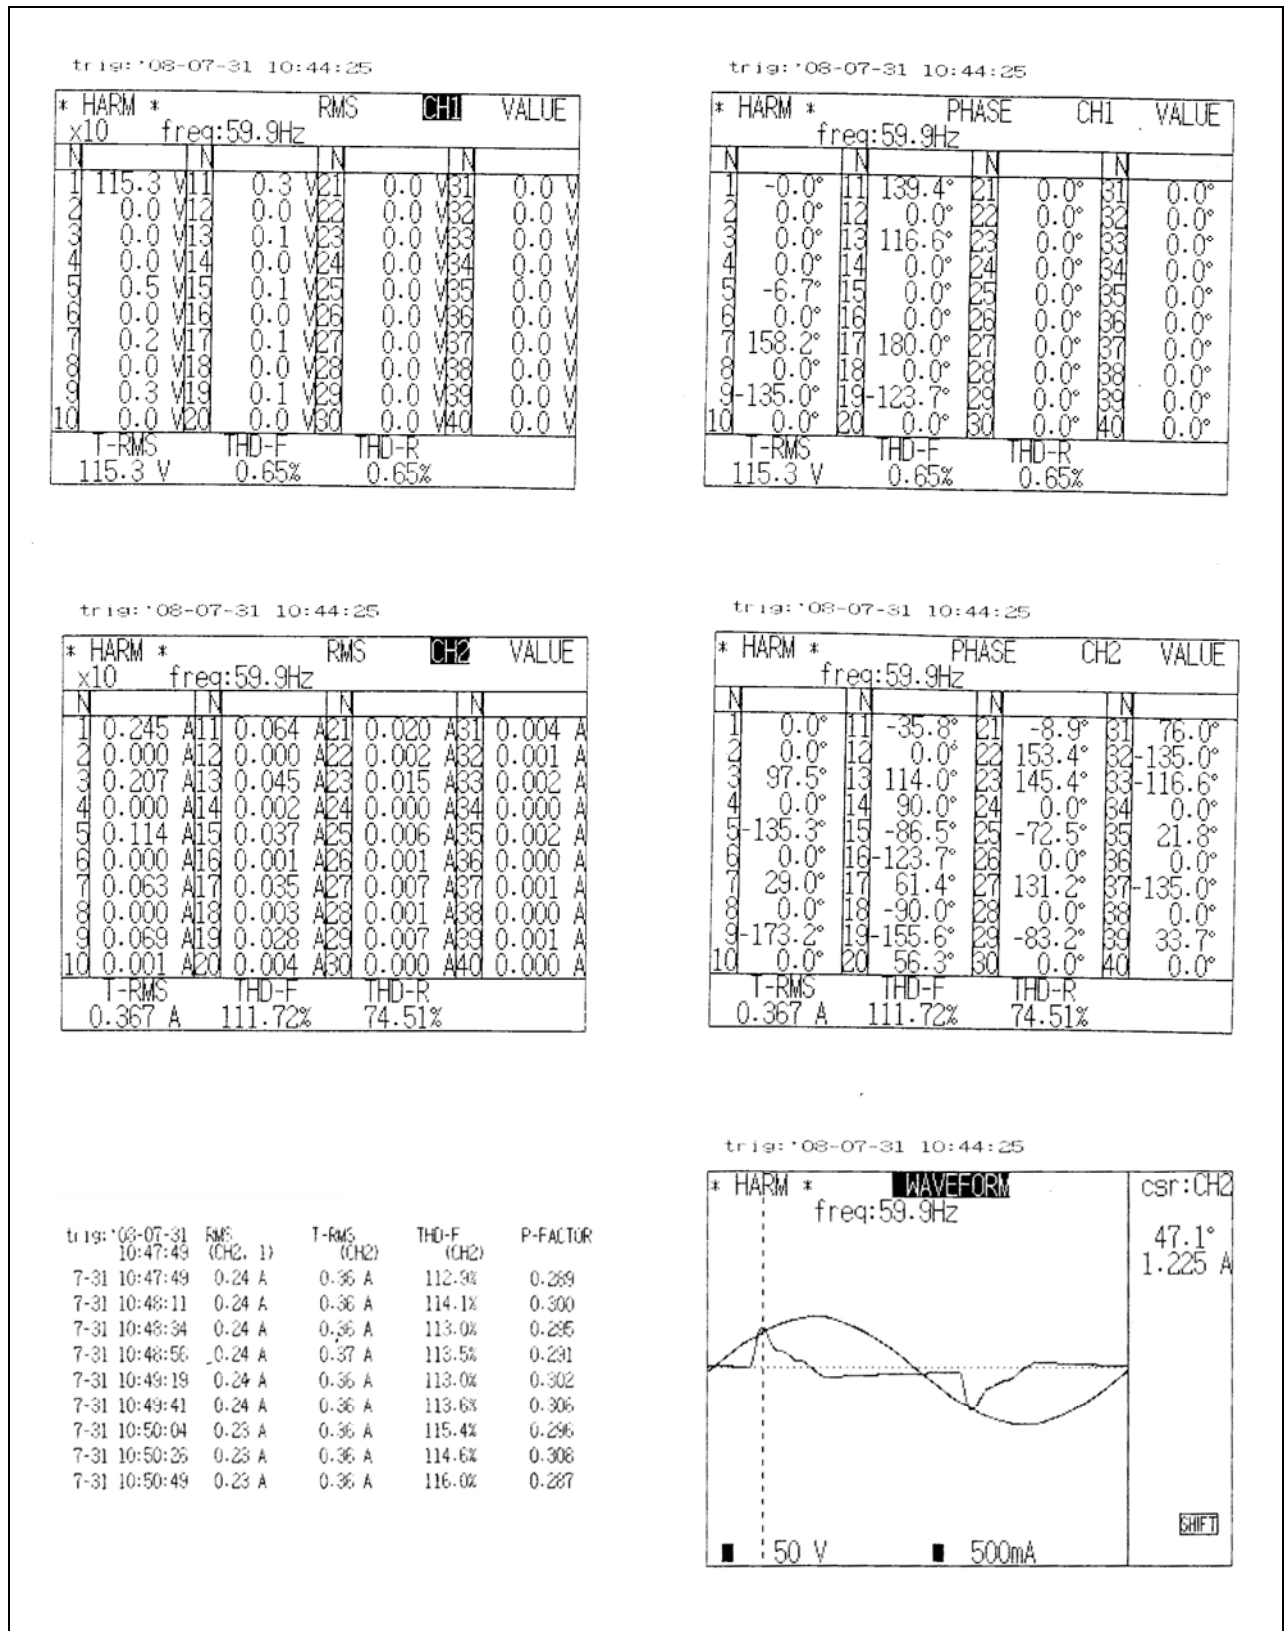 trig:'08-07-31 10:44:25
* HARM * RMS CH1 VALUE
x10 freq:59.9Hz
N N N N
1 115.3 V 11 0.3 V 21 0.0 V 31 0.0 V
2 0.0 V 12 0.0 V 22 0.0 V 32 0.0 V
3 0.0 V 13 0.1 V 23 0.0 V 33 0.0 V
4 0.0 V 14 0.0 V 24 0.0 V 34 0.0 V
5 0.5 V 15 0.1 V 25 0.0 V 35 0.0 V
6 0.0 V 16 0.0 V 26 0.0 V 36 0.0 V
7 0.2 V 17 0.1 V 27 0.0 V 37 0.0 V
8 0.0 V 18 0.0 V 28 0.0 V 38 0.0 V
9 0.3 V 19 0.1 V 29 0.0 V 39 0.0 V
10 0.0 V 20 0.0 V 30 0.0 V 40 0.0 V
T-RMS THD-F THD-R
115.3 V 0.65% 0.65%
trig:'08-07-31 10:44:25
* HARM * PHASE CH1 VALUE
freq:59.9Hz
N N N N
1 -0.0° 11 139.4° 21 0.0° 31 0.0°
2 0.0° 12 0.0° 22 0.0° 32 0.0°
3 0.0° 13 116.6° 23 0.0° 33 0.0°
4 0.0° 14 0.0° 24 0.0° 34 0.0°
5 -6.7° 15 0.0° 25 0.0° 35 0.0°
6 0.0° 16 0.0° 26 0.0° 36 0.0°
7 158.2° 17 180.0° 27 0.0° 37 0.0°
8 0.0° 18 0.0° 28 0.0° 38 0.0°
9 -135.0° 19 -123.7° 29 0.0° 39 0.0°
10 0.0° 20 0.0° 30 0.0° 40 0.0°
T-RMS THD-F THD-R
115.3 V 0.65% 0.65%
trig:'08-07-31 10:44:25
* HARM * RMS CH2 VALUE
x10 freq:59.9Hz
N N N N
1 0.245 A 11 0.064 A 21 0.020 A 31 0.004 A
2 0.000 A 12 0.000 A 22 0.002 A 32 0.001 A
3 0.207 A 13 0.045 A 23 0.015 A 33 0.002 A
4 0.000 A 14 0.002 A 24 0.000 A 34 0.000 A
5 0.114 A 15 0.037 A 25 0.006 A 35 0.002 A
6 0.000 A 16 0.001 A 26 0.001 A 36 0.000 A
7 0.063 A 17 0.035 A 27 0.007 A 37 0.001 A
8 0.000 A 18 0.003 A 28 0.001 A 38 0.000 A
9 0.069 A 19 0.028 A 29 0.007 A 39 0.001 A
10 0.001 A 20 0.004 A 30 0.000 A 40 0.000 A
T-RMS THD-F THD-R
0.367 A 111.72% 74.51%
trig:'08-07-31 10:44:25
* HARM * PHASE CH2 VALUE
freq:59.9Hz
N N N N
1 0.0° 11 -35.8° 21 -8.9° 31 76.0°
2 0.0° 12 0.0° 22 153.4° 32 -135.0°
3 97.5° 13 114.0° 23 145.4° 33 -116.6°
4 0.0° 14 90.0° 24 0.0° 34 0.0°
5 -135.3° 15 -86.5° 25 -72.5° 35 21.8°
6 0.0° 16 -123.7° 26 0.0° 36 0.0°
7 29.0° 17 61.4° 27 131.2° 37 -135.0°
8 0.0° 18 -90.0° 28 0.0° 38 0.0°
9 -173.2° 19 -155.6° 29 -83.2° 39 33.7°
10 0.0° 20 56.3° 30 0.0° 40 0.0°
T-RMS THD-F THD-R
0.367 A 111.72% 74.51%
trig:'08-07-31 RMS T-RMS THD-F P-FACTOR
10:47:49 (CH2, 1) (CH2) (CH2)
7-31 10:47:49 0.24 A 0.36 A 112.9% 0.289
7-31 10:48:11 0.24 A 0.36 A 114.1% 0.300
7-31 10:48:34 0.24 A 0.36 A 113.0% 0.295
7-31 10:48:56 0.24 A 0.37 A 113.5% 0.291
7-31 10:49:19 0.24 A 0.36 A 113.0% 0.302
7-31 10:49:41 0.24 A 0.36 A 113.6% 0.306
7-31 10:50:04 0.23 A 0.36 A 115.4% 0.296
7-31 10:50:26 0.23 A 0.36 A 114.6% 0.308
7-31 10:50:49 0.23 A 0.36 A 116.0% 0.287
trig:'08-07-31 10:44:25
* HARM * WAVEFORM csr:CH2
freq:59.9Hz
47.1°
1.225 A
SHIFT
50 V 500mA